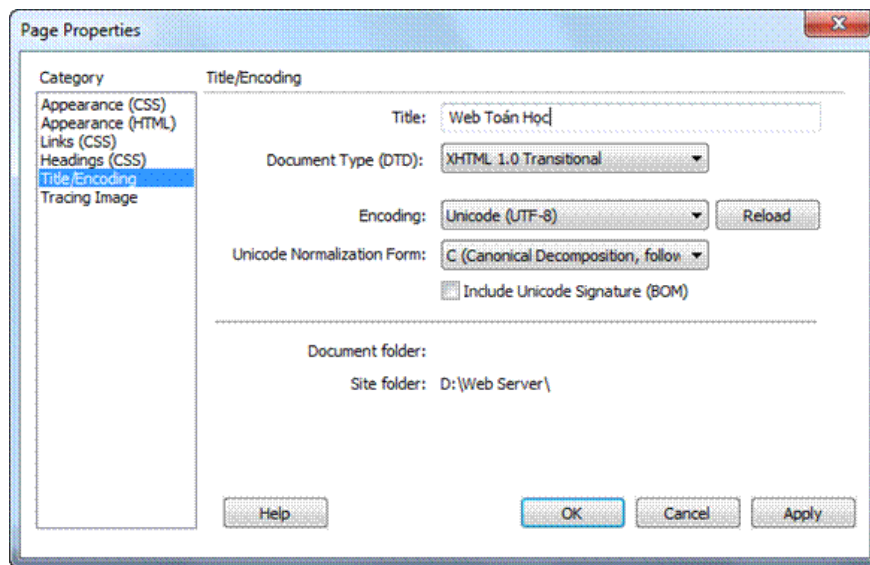 Page Properties
Category
Appearance (CSS)
Appearance (HTML)
Links (CSS)
Headings (CSS)
Title/Encoding
Tracing Image
Title/Encoding
Title: Web Toán Học
Document Type (DTD): XHTML 1.0 Transitional
Encoding: Unicode (UTF-8) Reload
Unicode Normalization Form: C (Canonical Decomposition, follow
Include Unicode Signature (BOM)
Document folder:
Site folder: D:\Web Server\
Help OK Cancel Apply